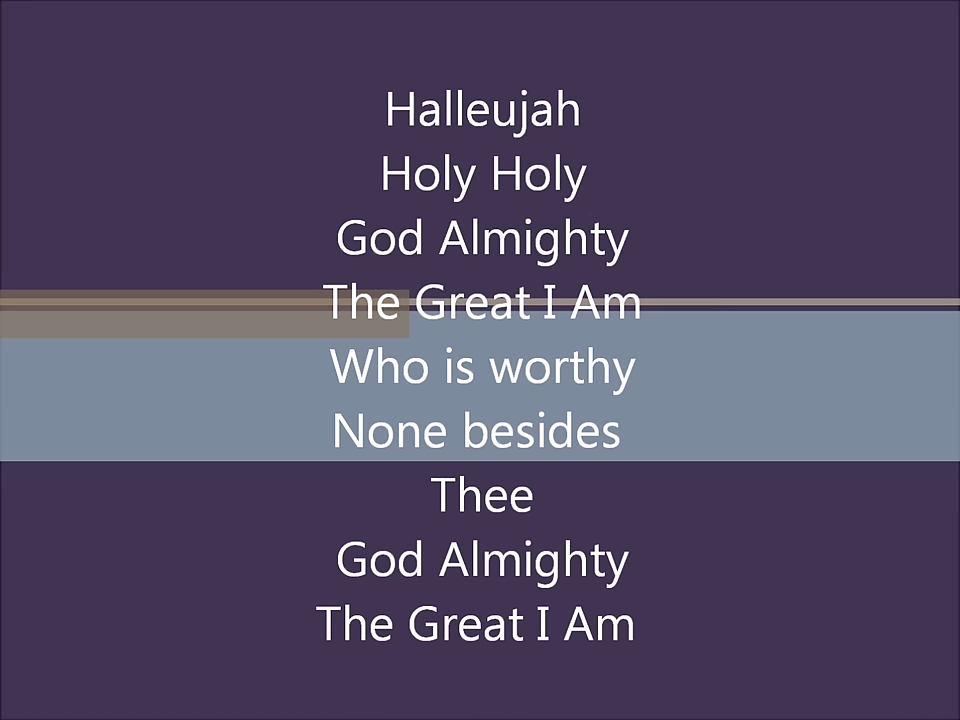 Halleujah
Holy Holy
God Almighty
The Great I Am
Who is worthy
None besides
Thee
God Almighty
The Great I Am